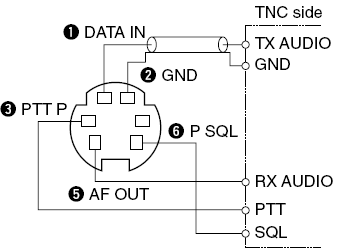 TNC side
❶ DATA IN
TX AUDIO
❷ GND
GND
❸ PTT P
❻ P SQL
❺ AF OUT
RX AUDIO
PTT
SQL